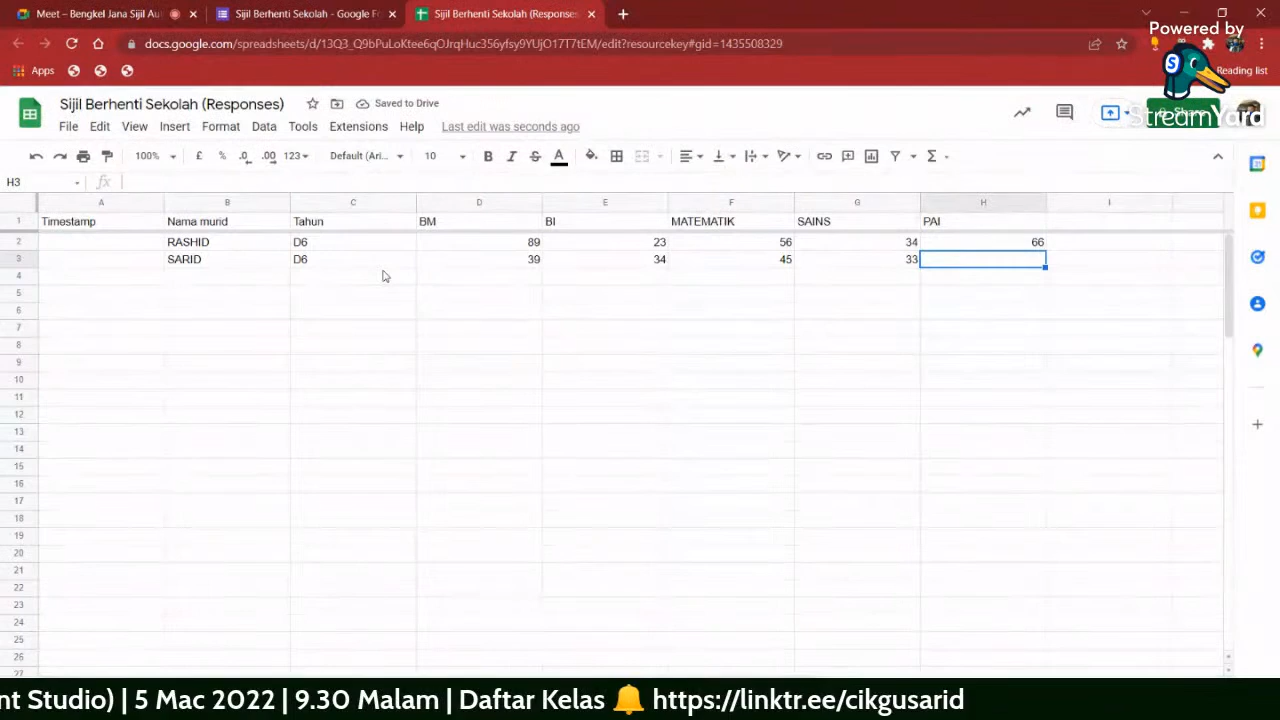 Meet – Bengkel Jana Sijil Au
Sijil Berhenti Sekolah - Google F
Sijil Berhenti Sekolah (Responses
docs.google.com/spreadsheets/d/13Q3_Q9bPuLoKtee6qOJrqHuc356yfsy9YUjO17T7tEM/edit?resourcekey#gid=1435508329
Powered by
Apps
Reading list
StreamYard
Sijil Berhenti Sekolah (Responses)
Saved to Drive
Share
File Edit View Insert Format Data Tools Extensions Help Last edit was seconds ago
100% £ % .0 .00 123 Default (Ari... 10 B I S A Σ
H3 fx
A B C D E F G H I
1 Timestamp Nama murid Tahun BM BI MATEMATIK SAINS PAI
2 RASHID D6 89 23 56 34 66
3 SARID D6 39 34 45 33
4
5
6
7
8
9
10
11
12
13
14
15
16
17
18
19
20
21
22
23
24
25
26
27
nt Studio) | 5 Mac 2022 | 9.30 Malam | Daftar Kelas 🔔 https://linktr.ee/cikgusarid